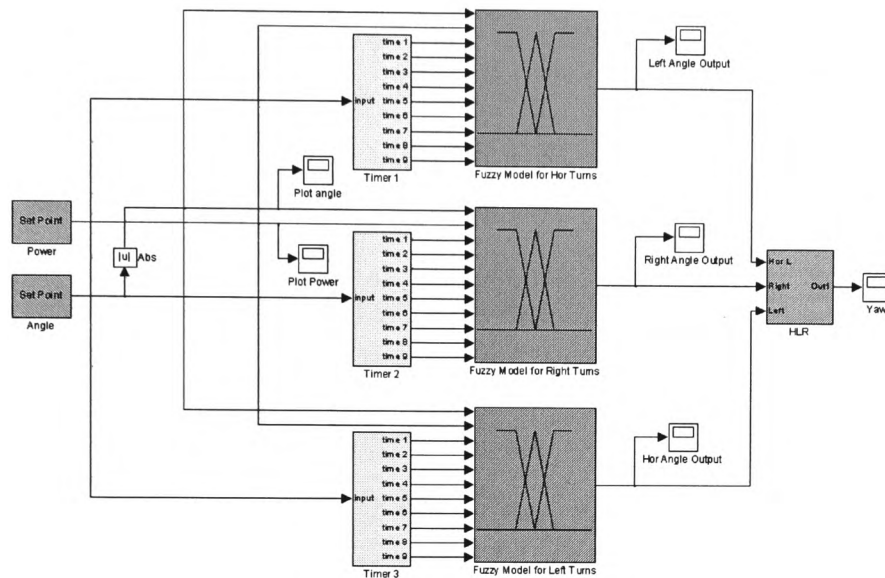 time 1
time 2
time 3
time 4
input
time 5
time 6
time 7
time 8
time 9
Timer 1
Fuzzy Model for Hor Turns
Left Angle Output
Plot angle
Set Point
Power
|u|
Abs
Plot Power
Set Point
Angle
time 1
time 2
time 3
time 4
input
time 5
time 6
time 7
time 8
time 9
Timer 2
Fuzzy Model for Right Turns
Right Angle Output
Hor L
Right
Left
Out1
HLR
Yaw
time 1
time 2
time 3
time 4
input
time 5
time 6
time 7
time 8
time 9
Timer 3
Fuzzy Model for Left Turns
Hor Angle Output